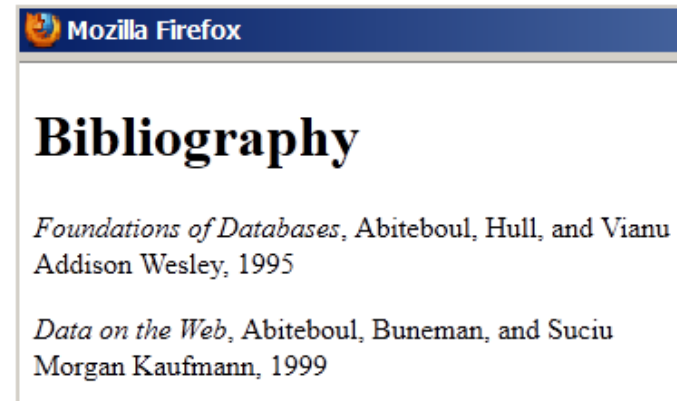 Mozilla Firefox
Bibliography
Foundations of Databases, Abiteboul, Hull, and Vianu
Addison Wesley, 1995
Data on the Web, Abiteboul, Buneman, and Suciu
Morgan Kaufmann, 1999